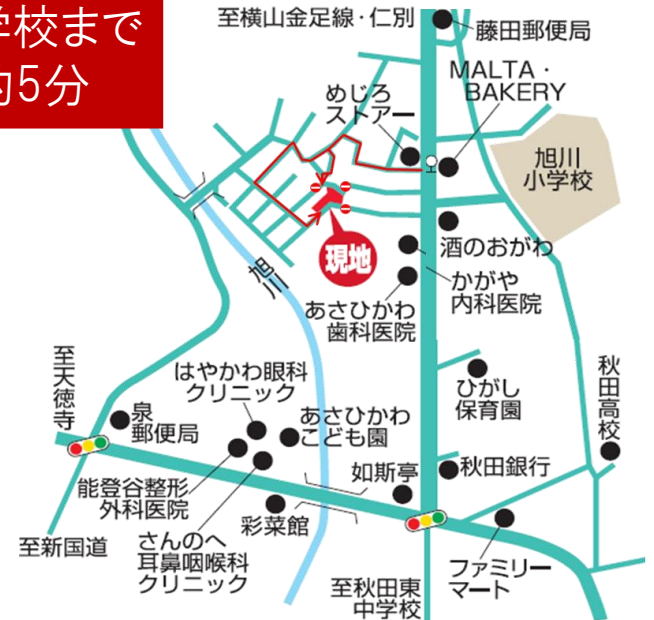 学校まで
約5分
至横山金足線・仁別
藤田郵便局
MALTA・
BAKERY
めじろ
ストアー
旭川
小学校
現地
酒のおがわ
旭川
かがや
内科医院
あさひかわ
歯科医院
至天徳寺
はやかわ眼科
クリニック
ひがし
保育園
秋田高校
泉
郵便局
あさひかわ
こども園
能登谷整形
外科医院
如斯亭
秋田銀行
彩菜館
至新国道
さんのへ
耳鼻咽喉科
クリニック
ファミリー
マート
至秋田東
中学校